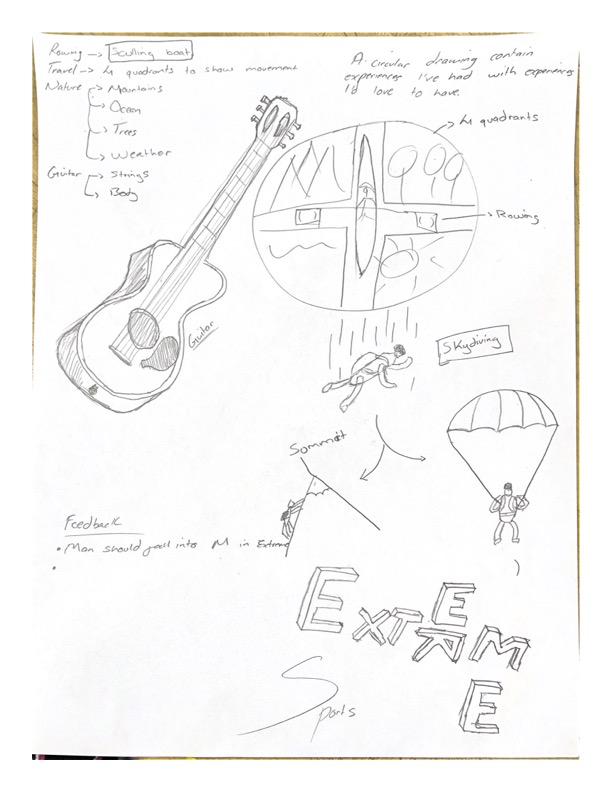 Rowing → Sculling boat
Travel → 4 quadrants to show movement
Nature → Mountains
→ Ocean
→ Trees
→ Weather
Guitar → Strings
→ Body
A circular drawing contain
experiences I've had with experiences
I'd love to have.
→ 4 quadrants
→ Rowing
Guitar
Skydiving
Sommit
Feedback
• Man should fall into M in Extreme
•
EXTREME
Sports